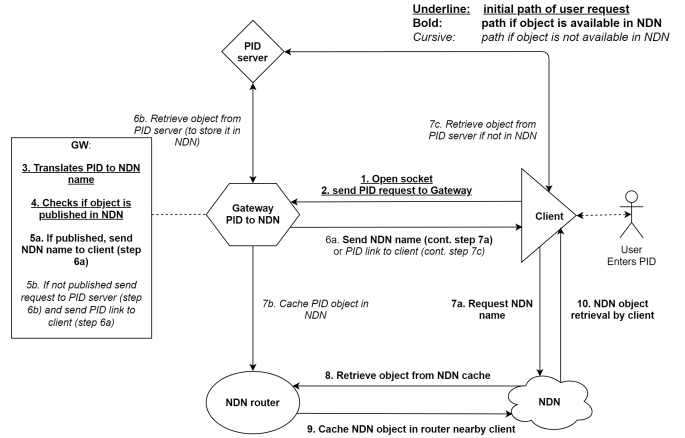 Underline: initial path of user request
Bold: path if object is available in NDN
Cursive: path if object is not available in NDN
PID
server
6b. Retrieve object from
PID server (to store it in
NDN)
7c. Retrieve object from
PID server if not in NDN
GW:
3. Translates PID to NDN
name
4. Checks if object is
published in NDN
5a. If published, send
NDN name to client (step
6a)
5b. If not published send
request to PID server (step
6b) and send PID link to
client (step 6a)
1. Open socket
2. send PID request to Gateway
Gateway
PID to NDN
Client
User
Enters PID
6a. Send NDN name (cont. step 7a)
or PID link to client (cont. step 7c)
7b. Cache PID object in
NDN
7a. Request NDN
name
10. NDN object
retrieval by client
8. Retrieve object from NDN cache
NDN router
NDN
9. Cache NDN object in router nearby client